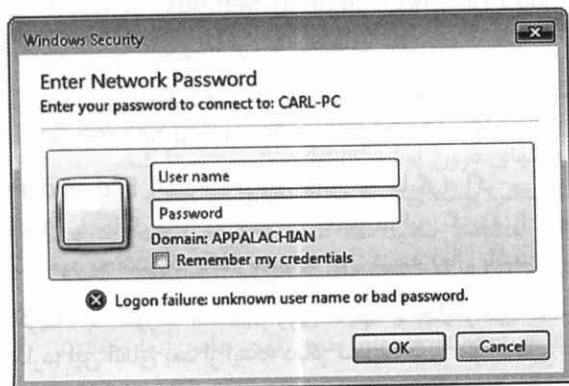 Windows Security
Enter Network Password
Enter your password to connect to: CARL-PC
User name
Password
Domain: APPALACHIAN
Remember my credentials
Logon failure: unknown user name or bad password.
OK
Cancel